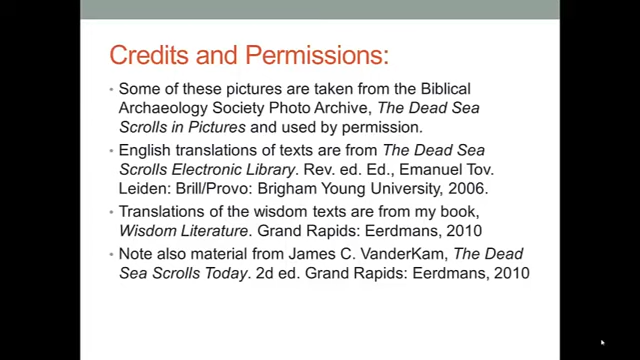 Credits and Permissions:
Some of these pictures are taken from the Biblical
Archaeology Society Photo Archive, The Dead Sea
Scrolls in Pictures and used by permission.
English translations of texts are from The Dead Sea
Scrolls Electronic Library. Rev. ed. Ed., Emanuel Tov.
Leiden: Brill/Provo: Brigham Young University, 2006.
Translations of the wisdom texts are from my book,
Wisdom Literature. Grand Rapids: Eerdmans, 2010
Note also material from James C. VanderKam, The Dead
Sea Scrolls Today. 2d ed. Grand Rapids: Eerdmans, 2010